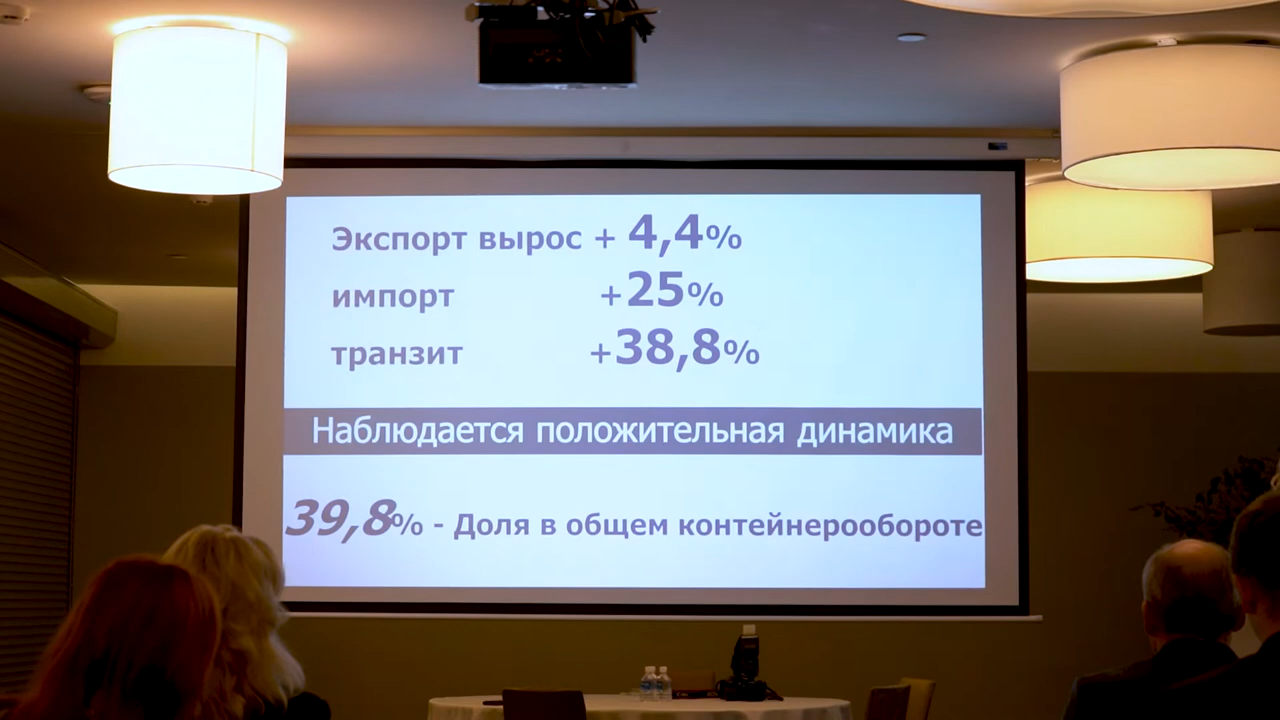 Экспорт вырос + 4,4%
импорт +25%
транзит +38,8%
Наблюдается положительная динамика
39,8% - Доля в общем контейнерообороте